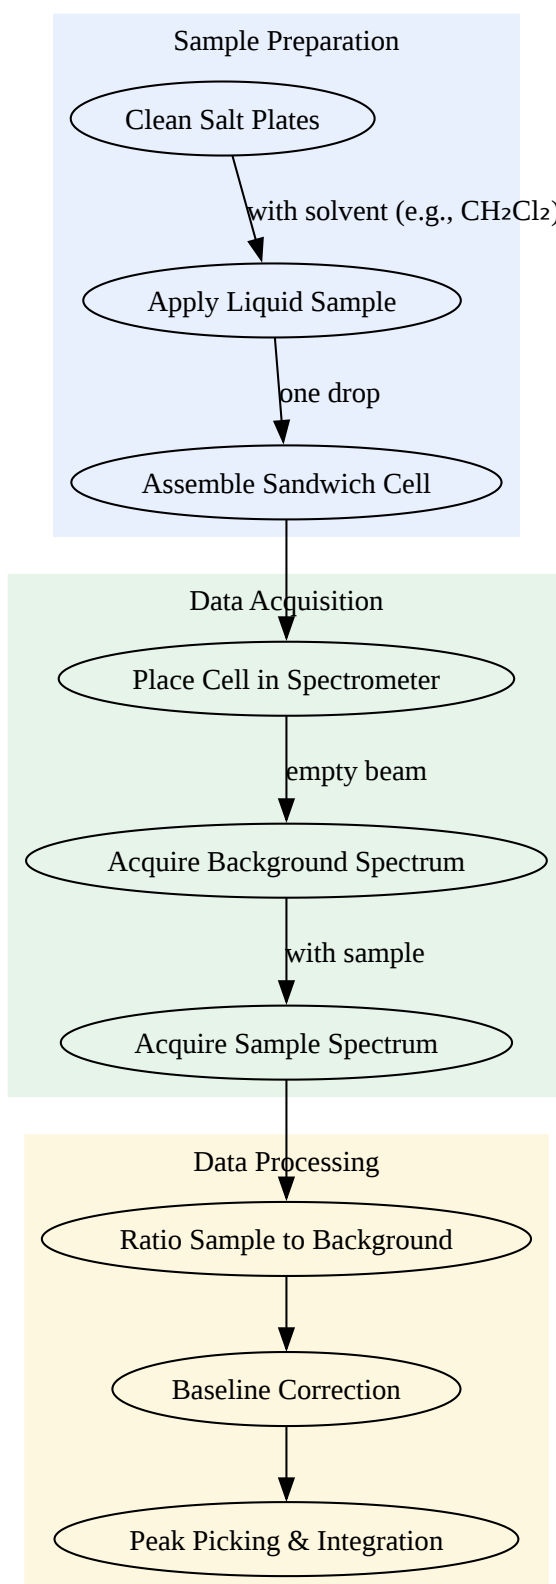 Sample Preparation
Clean Salt Plates
with solvent (e.g., CH₂Cl₂)
Apply Liquid Sample
one drop
Assemble Sandwich Cell
Data Acquisition
Place Cell in Spectrometer
empty beam
Acquire Background Spectrum
with sample
Acquire Sample Spectrum
Data Processing
Ratio Sample to Background
Baseline Correction
Peak Picking & Integration